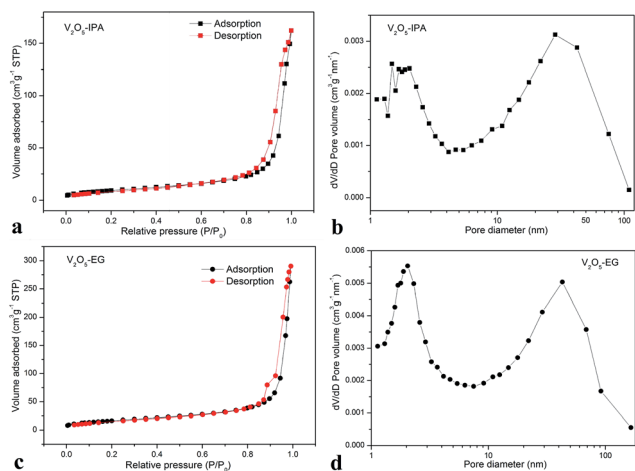 V₂O₅-IPA
Adsorption
Desorption
Volume adsorbed (cm³g⁻¹ STP)
150
100
50
0
0.0 0.2 0.4 0.6 0.8 1.0
Relative pressure (P/P₀)
a
V₂O₅-IPA
dV/dD Pore volume (cm³g⁻¹nm⁻¹)
0.003
0.002
0.001
0.000
1 10 100
Pore diameter (nm)
b
V₂O₅-EG
Adsorption
Desorption
Volume adsorbed (cm³g⁻¹ STP)
300
250
200
150
100
50
0
0.0 0.2 0.4 0.6 0.8 1.0
Relative pressure (P/P₀)
c
V₂O₅-EG
dV/dD Pore volume (cm³g⁻¹nm⁻¹)
0.006
0.005
0.004
0.003
0.002
0.001
0.000
1 10 100
Pore diameter (nm)
d